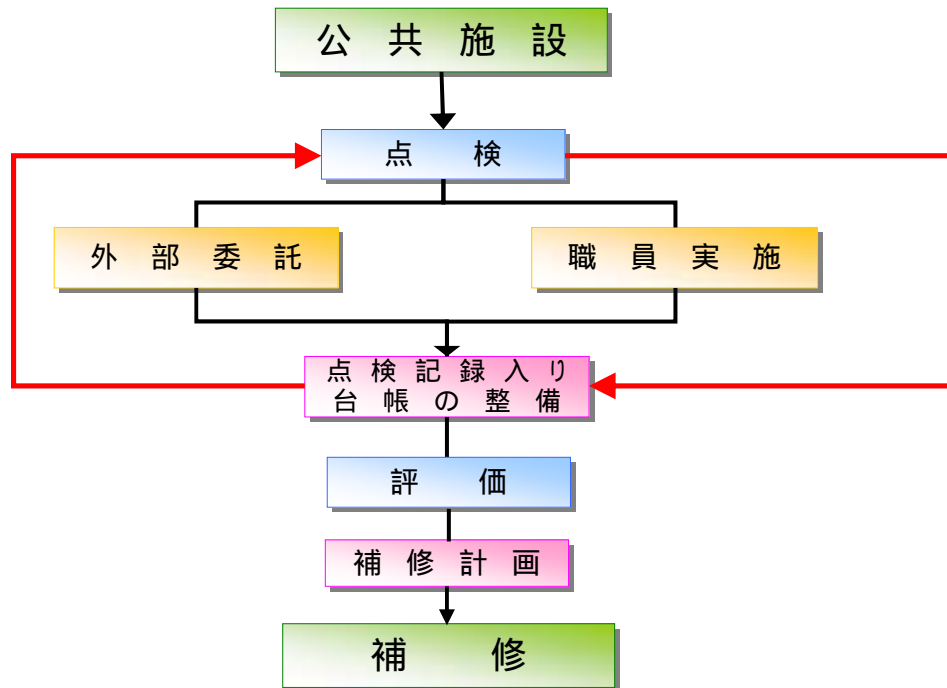 公共施設
点検
外部委託
職員実施
点検記録入り
台帳の整備
評価
補修計画
補修